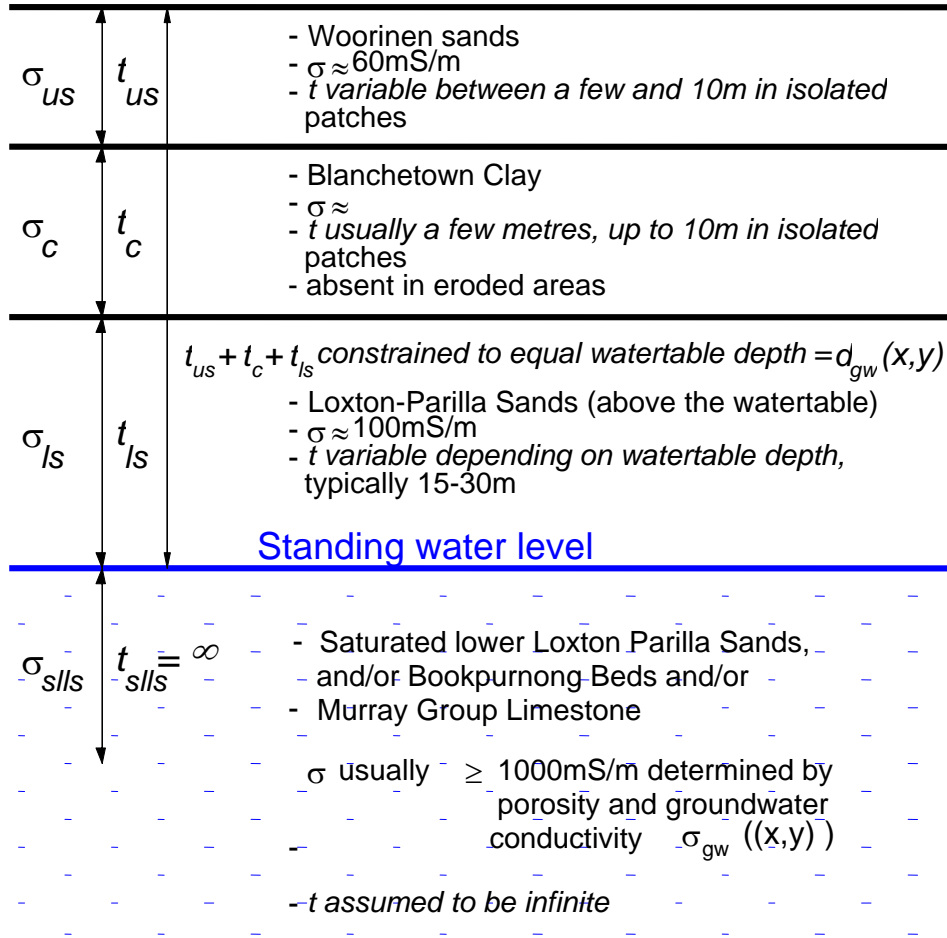 σus tus
- Woorinen sands
- σ ≈ 60mS/m
- t variable between a few and 10m in isolated
patches
σc tc
- Blanchetown Clay
- σ ≈
- t usually a few metres, up to 10m in isolated
patches
- absent in eroded areas
tus + tc + tls constrained to equal watertable depth = dgw (x,y)
σls tls
- Loxton-Parilla Sands (above the watertable)
- σ ≈ 100mS/m
- t variable depending on watertable depth,
typically 15-30m
Standing water level
σslls tslls = ∞
- Saturated lower Loxton Parilla Sands,
and/or Bookpurnong Beds and/or
- Murray Group Limestone
σ usually ≥ 1000mS/m determined by
porosity and groundwater
conductivity σgw ((x,y) )
-
- t assumed to be infinite